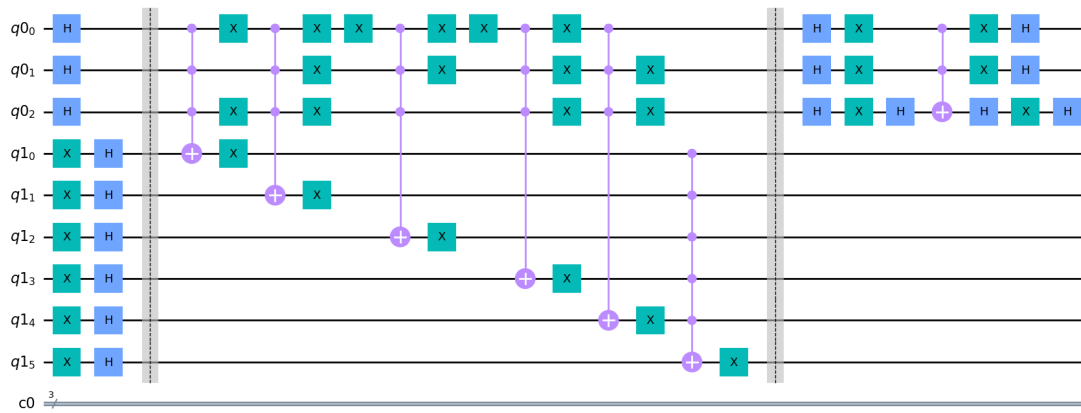 q0₀ H X X X X X X H X X H
q0₁ H X X X X H X X H
q0₂ H X X X X H X H H X H
q1₀ X H X
q1₁ X H X
q1₂ X H X
q1₃ X H X
q1₄ X H X
q1₅ X H X
c0 3